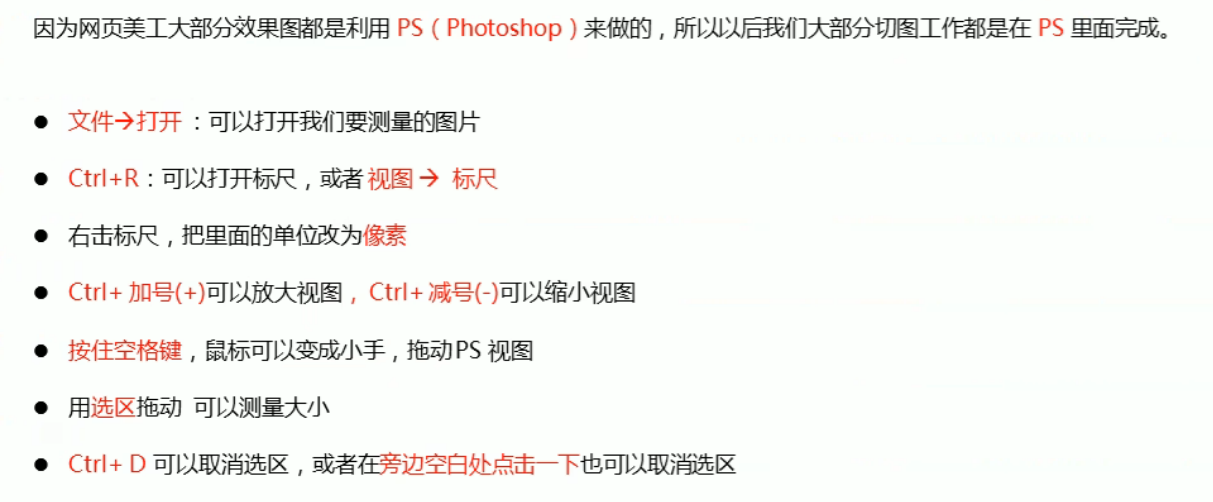 因为网页美工大部分效果图都是利用 PS（Photoshop）来做的，所以以后我们大部分切图工作都是在 PS 里面完成。
● 文件→打开 ：可以打开我们要测量的图片
● Ctrl+R：可以打开标尺，或者 视图 → 标尺
● 右击标尺，把里面的单位改为像素
● Ctrl+ 加号(+)可以放大视图， Ctrl+ 减号(-)可以缩小视图
● 按住空格键，鼠标可以变成小手，拖动 PS 视图
● 用选区拖动 可以测量大小
● Ctrl+ D 可以取消选区，或者在旁边空白处点击一下也可以取消选区